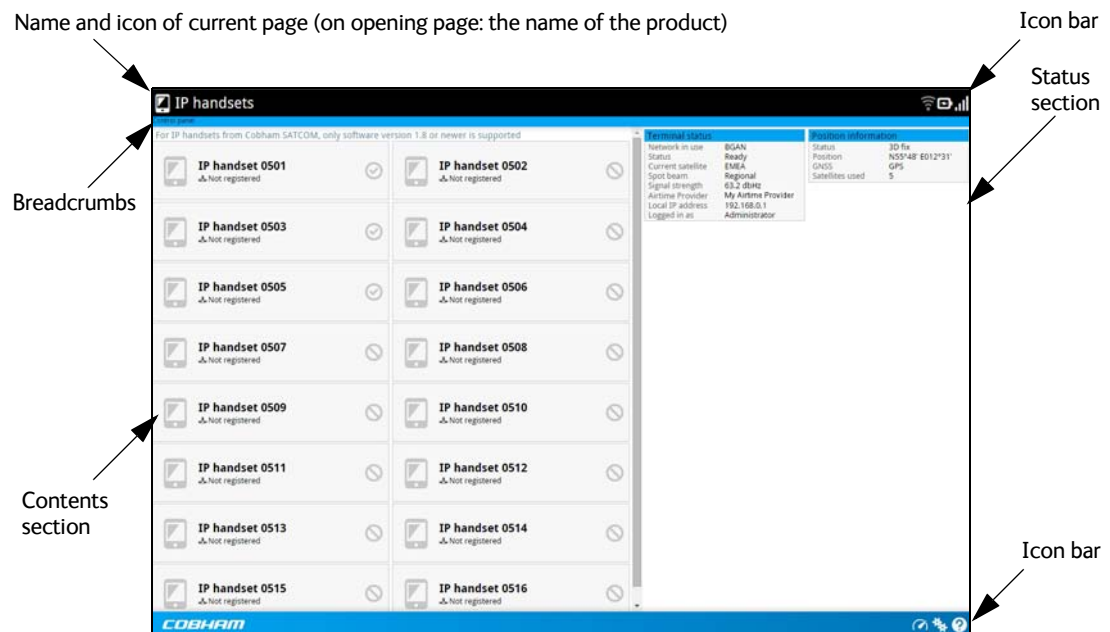 Name and icon of current page (on opening page: the name of the product)
Icon bar
Status
section
IP handsets
Control panel
For IP handsets from Cobham SATCOM, only software version 1.8 or newer is supported
IP handset 0501
Not registered
IP handset 0502
Not registered
Terminal status
Network in use BGAN
Status Ready
Current satellite EMEA
Spot beam Regional
Signal strength 63.2 dbHz
Airtime Provider My Airtime Provider
Local IP address 192.168.0.1
Logged in as Administrator
Position information
Status 3D fix
Position N55°48' E012°31'
GNSS GPS
Satellites used 5
Breadcrumbs
IP handset 0503
Not registered
IP handset 0504
Not registered
IP handset 0505
Not registered
IP handset 0506
Not registered
IP handset 0507
Not registered
IP handset 0508
Not registered
IP handset 0509
Not registered
IP handset 0510
Not registered
IP handset 0511
Not registered
IP handset 0512
Not registered
Contents
section
IP handset 0513
Not registered
IP handset 0514
Not registered
IP handset 0515
Not registered
IP handset 0516
Not registered
Icon bar
COBHAM